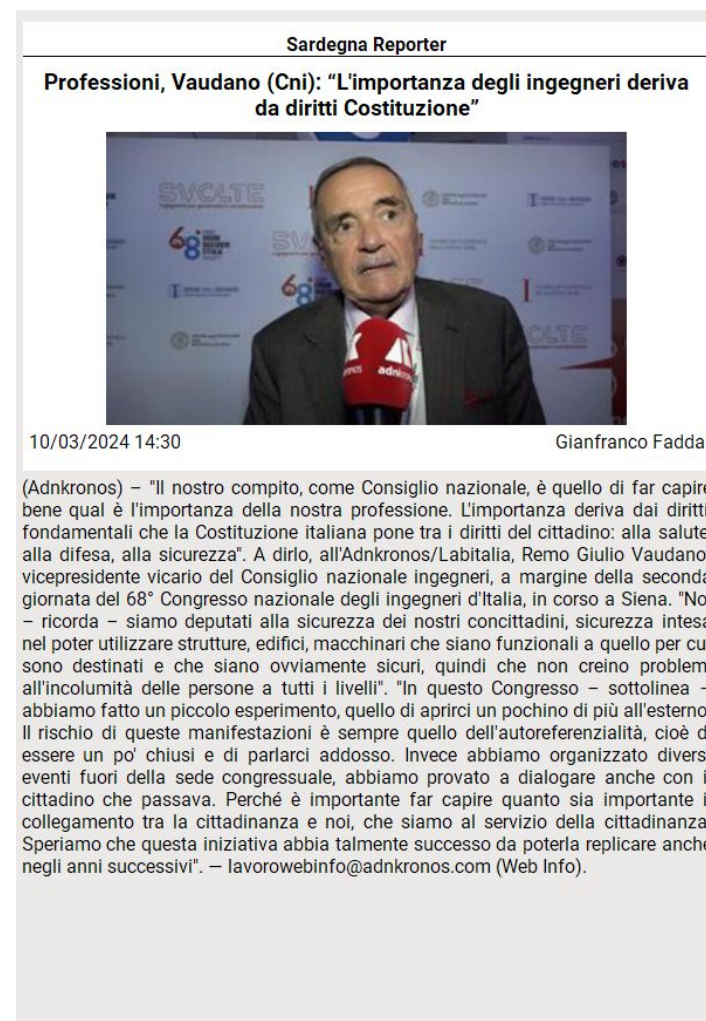 Sardegna Reporter
Professioni, Vaudano (Cni): “L'importanza degli ingegneri deriva
da diritti Costituzione”
SVOLTE
68
adnkronos
10/03/2024 14:30
Gianfranco Fadda
(Adnkronos) – "Il nostro compito, come Consiglio nazionale, è quello di far capire
bene qual è l'importanza della nostra professione. L'importanza deriva dai diritti
fondamentali che la Costituzione italiana pone tra i diritti del cittadino: alla salute
alla difesa, alla sicurezza". A dirlo, all'Adnkronos/Labitalia, Remo Giulio Vaudano
vicepresidente vicario del Consiglio nazionale ingegneri, a margine della seconda
giornata del 68° Congresso nazionale degli ingegneri d'Italia, in corso a Siena. "No
– ricorda – siamo deputati alla sicurezza dei nostri concittadini, sicurezza intesa
nel poter utilizzare strutture, edifici, macchinari che siano funzionali a quello per cu
sono destinati e che siano ovviamente sicuri, quindi che non creino problem
all'incolumità delle persone a tutti i livelli". "In questo Congresso – sottolinea –
abbiamo fatto un piccolo esperimento, quello di aprirci un pochino di più all'esterno
Il rischio di queste manifestazioni è sempre quello dell'autoreferenzialità, cioè d
essere un po' chiusi e di parlarci addosso. Invece abbiamo organizzato divers
eventi fuori della sede congressuale, abbiamo provato a dialogare anche con i
cittadino che passava. Perché è importante far capire quanto sia importante i
collegamento tra la cittadinanza e noi, che siamo al servizio della cittadinanza
Speriamo che questa iniziativa abbia talmente successo da poterla replicare anche
negli anni successivi". — lavorowebinfo@adnkronos.com (Web Info).